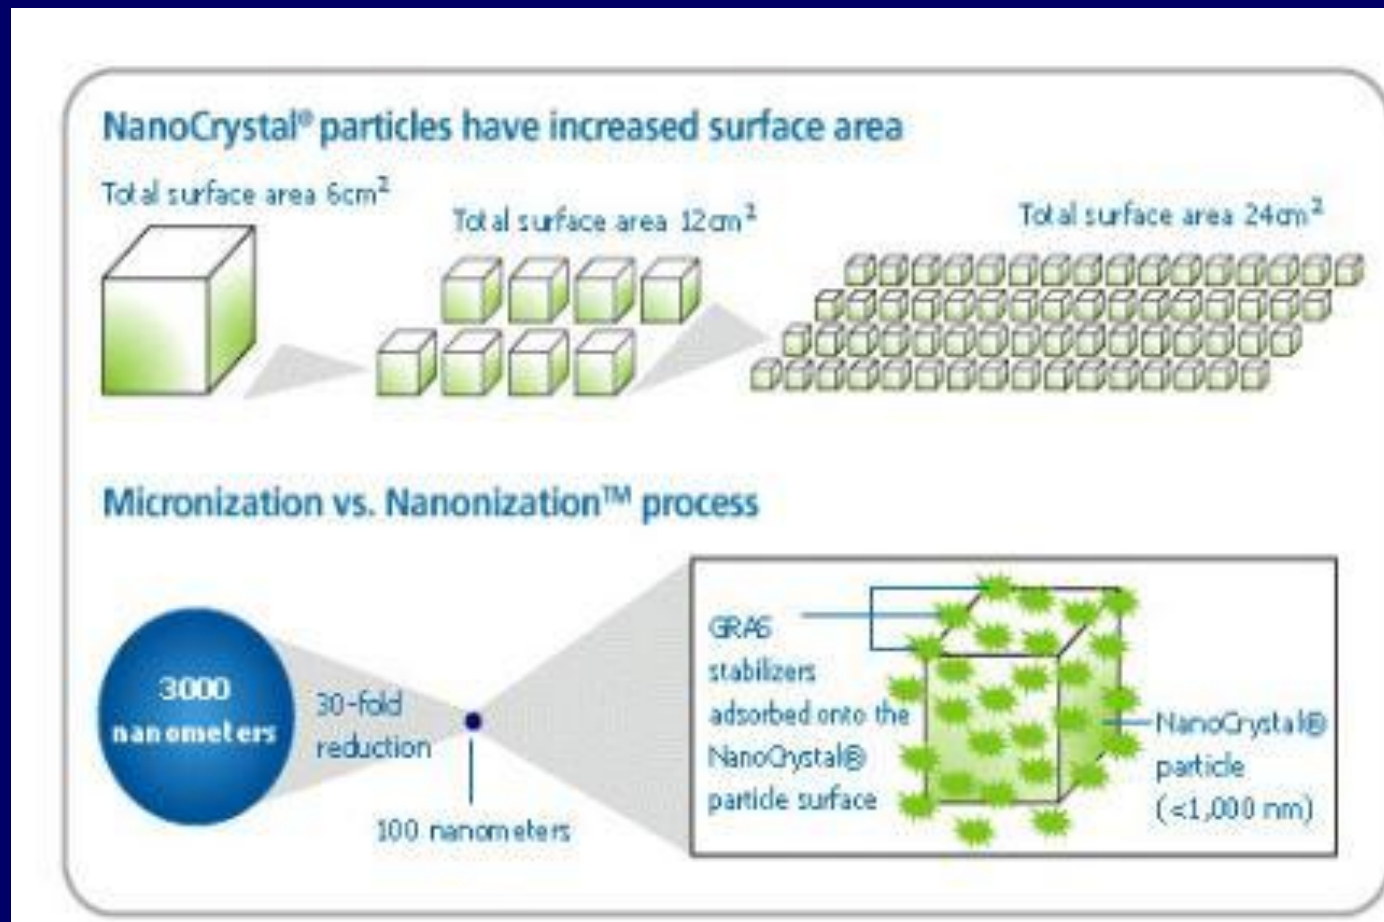 NanoCrystal® particles have increased surface area
Total surface area 6cm²
Total surface area 12cm²
Total surface area 24cm²
Micronization vs. Nanonization™ process
3000
nanometers
30-fold
reduction
100 nanometers
GRAS
stabilizers
adsorbed onto the
NanoCrystal®
particle surface
NanoCrystal®
particle
(<1,000 nm)